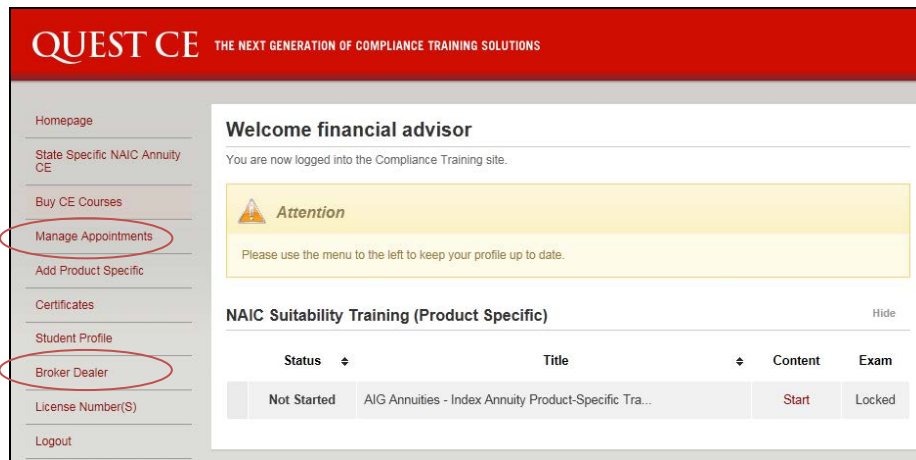 QUEST CE THE NEXT GENERATION OF COMPLIANCE TRAINING SOLUTIONS
Homepage
State Specific NAIC Annuity
CE
Buy CE Courses
Manage Appointments
Add Product Specific
Certificates
Student Profile
Broker Dealer
License Number(S)
Logout
Welcome financial advisor
You are now logged into the Compliance Training site.
Attention
Please use the menu to the left to keep your profile up to date.
NAIC Suitability Training (Product Specific) Hide
Status Title Content Exam
Not Started AIG Annuities - Index Annuity Product-Specific Tra... Start Locked